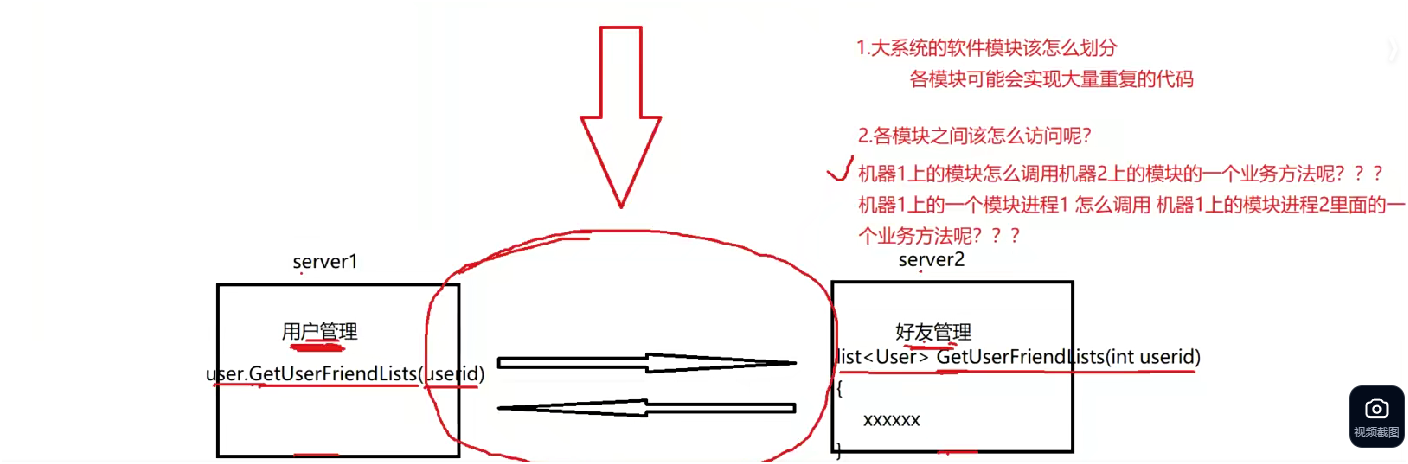 1.大系统的软件模块该怎么划分
各模块可能会实现大量重复的代码
2.各模块之间该怎么访问呢?
机器1上的模块怎么调用机器2上的模块的一个业务方法呢???
机器1上的一个模块进程1 怎么调用 机器1上的模块进程2里面的一
个业务方法呢???
server1
server2
用户管理
好友管理
user.GetUserFriendLists(userid)
list<User> GetUserFriendLists(int userid)
{
xxxxxx
}
视频截图